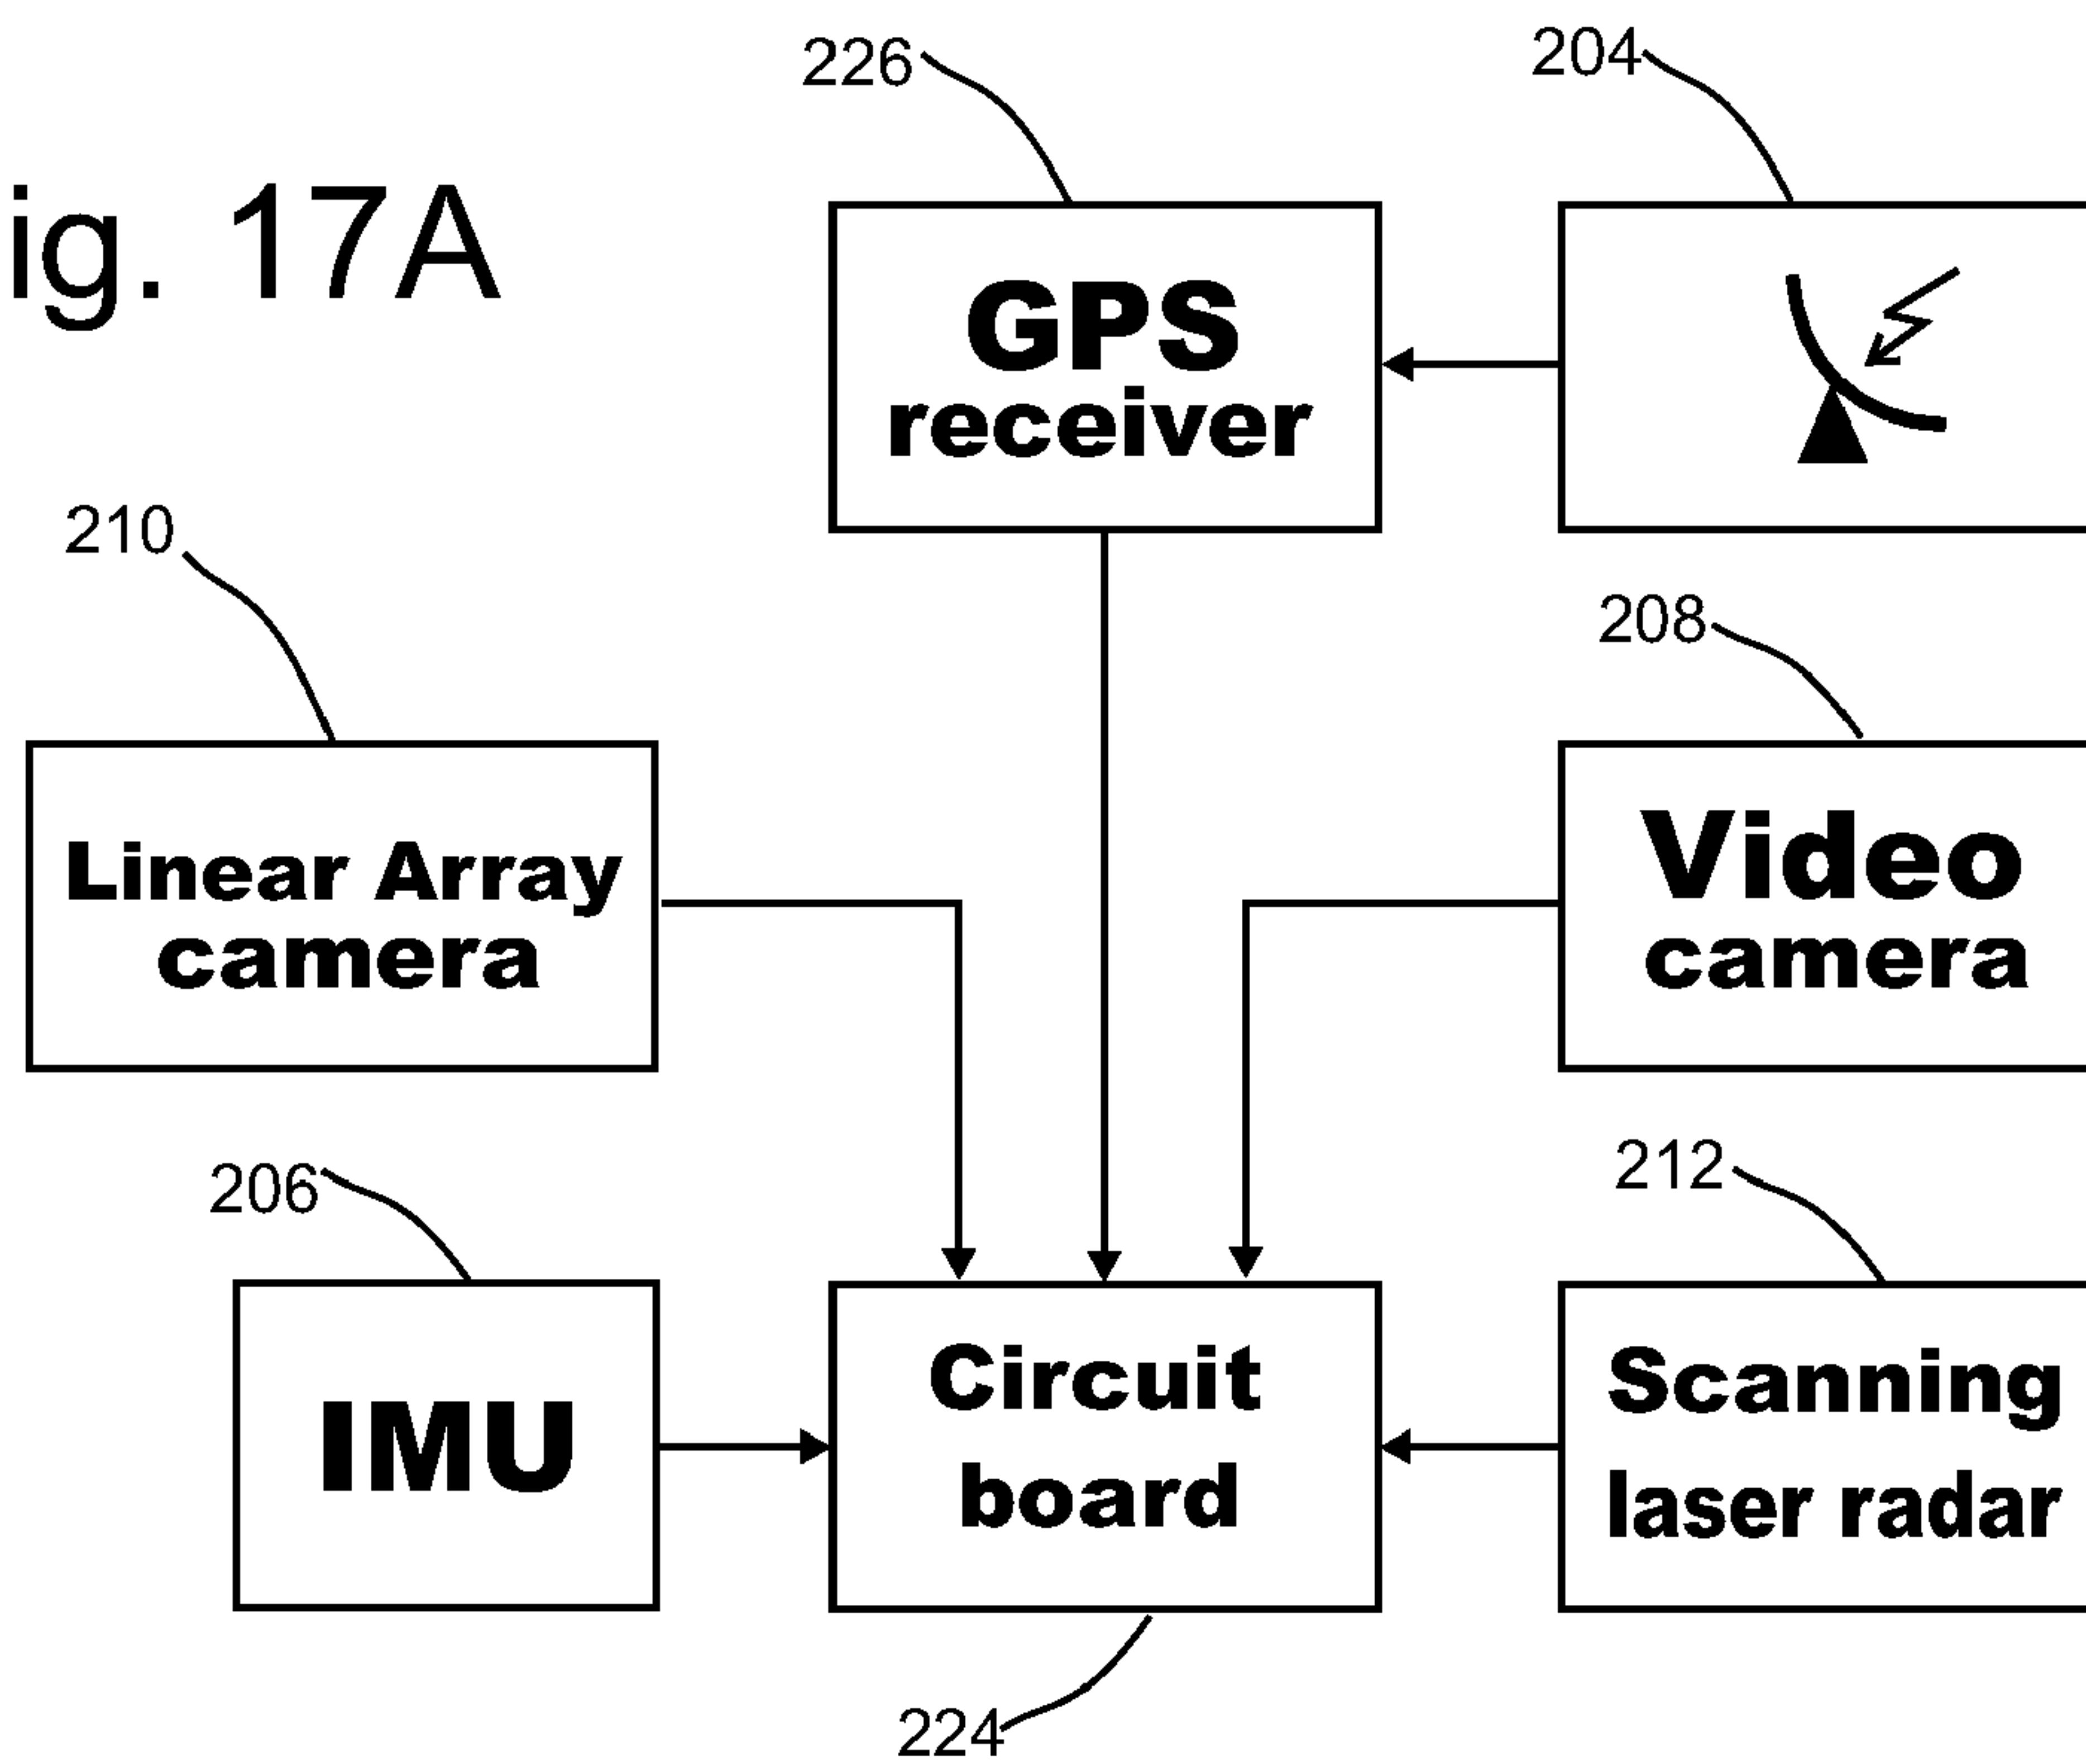 226
204
ig. 17A
GPS
receiver
210
208
Linear Array
camera
Video
camera
206
212
IMU
Circuit
board
Scanning
laser radar
224